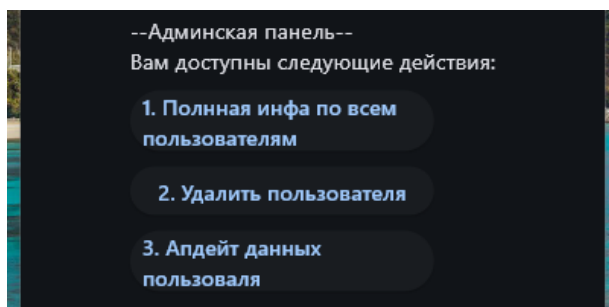 --Админская панель--
Вам доступны следующие действия:
1. Полнная инфа по всем
пользователям
2. Удалить пользователя
3. Апдейт данных
пользоваля